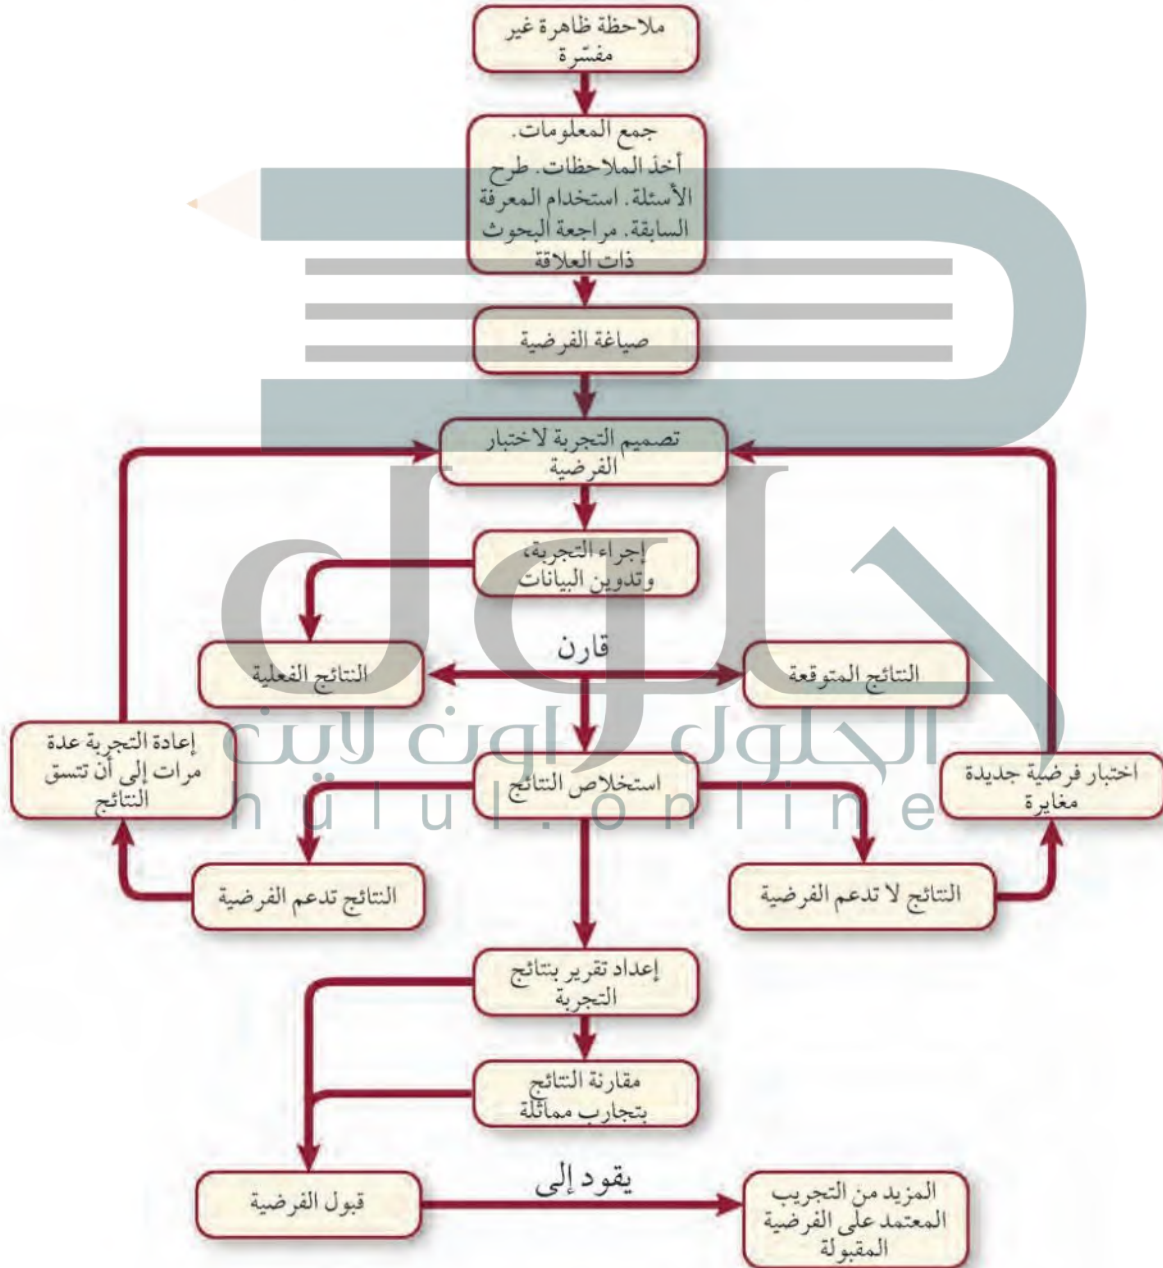 ملاحظة ظاهرة غير
مفسّرة
جمع المعلومات.
أخذ الملاحظات. طرح
الأسئلة. استخدام المعرفة
السابقة. مراجعة البحوث
ذات العلاقة
صياغة الفرضية
تصميم التجربة لاختبار
الفرضية
إجراء التجربة،
وتدوين البيانات
قارن
النتائج المتوقعة
النتائج الفعلية
حلول
الحلول اون لاين
hulul.online
استخلاص النتائج
اختبار فرضية جديدة
مغايرة
إعادة التجربة عدة
مرات إلى أن تتسق
النتائج
النتائج لا تدعم الفرضية
النتائج تدعم الفرضية
إعداد تقرير بنتائج
التجربة
مقارنة النتائج
بتجارب مماثلة
قبول الفرضية
يقود إلى
المزيد من التجريب
المعتمد على الفرضية
المقبولة